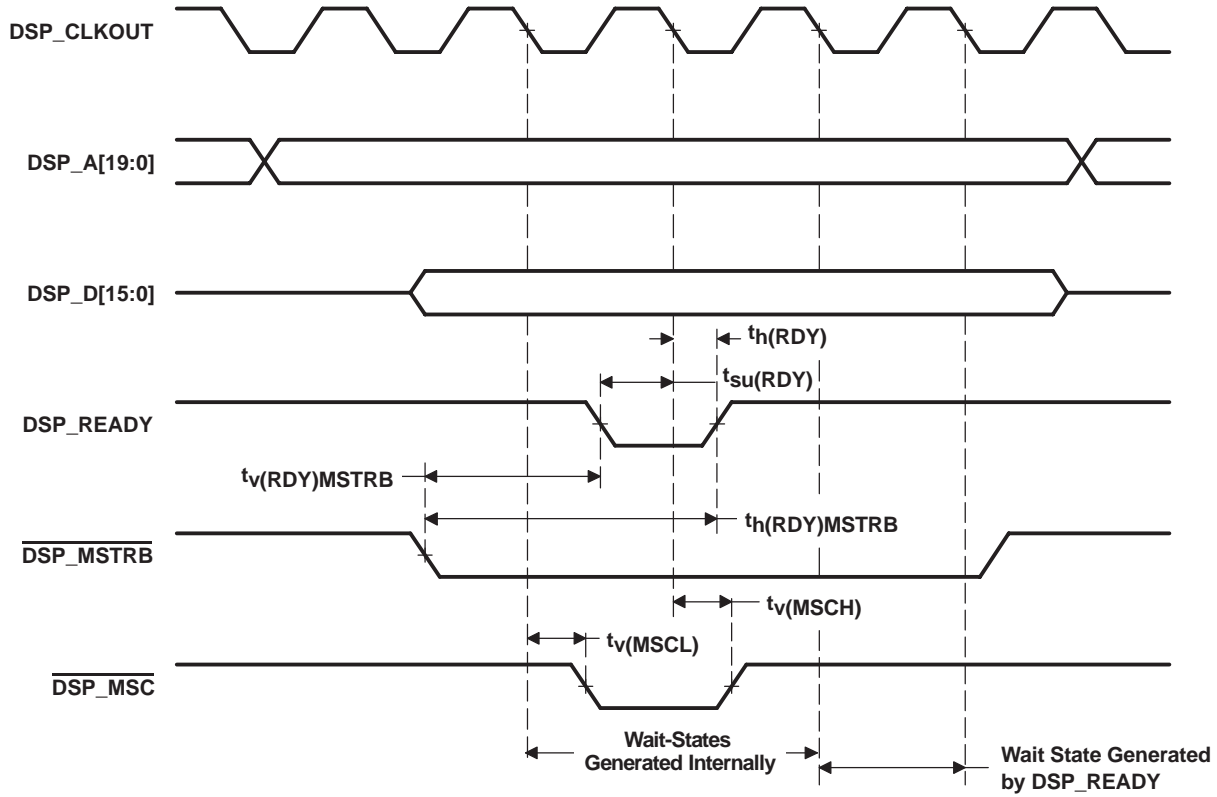 DSP_CLKOUT
DSP_A[19:0]
DSP_D[15:0]
th(RDY)
tsu(RDY)
DSP_READY
tv(RDY)MSTRB
th(RDY)MSTRB
DSP_MSTRB
tv(MSCH)
tv(MSCL)
DSP_MSC
Wait-States
Generated Internally
Wait State Generated
by DSP_READY